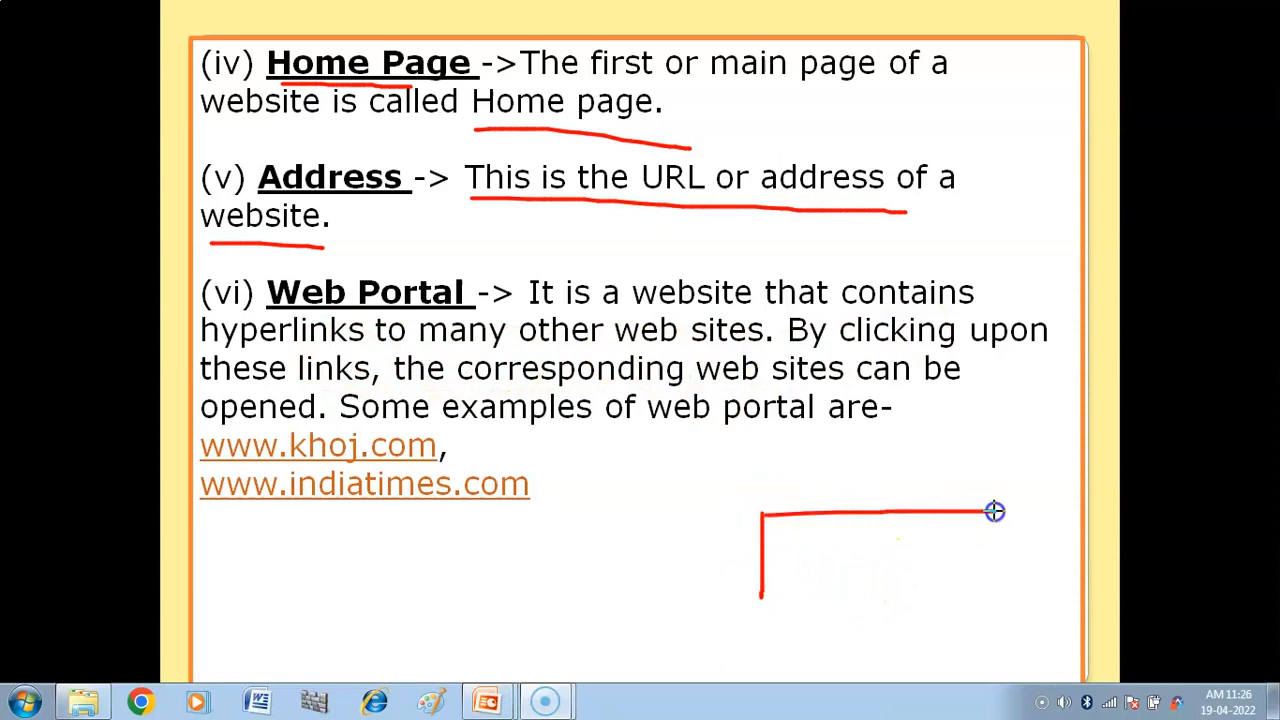 (iv) Home Page ->The first or main page of a
website is called Home page.
(v) Address -> This is the URL or address of a
website.
(vi) Web Portal -> It is a website that contains
hyperlinks to many other web sites. By clicking upon
these links, the corresponding web sites can be
opened. Some examples of web portal are-
www.khoj.com,
www.indiatimes.com
AM 11:26
19-04-2022